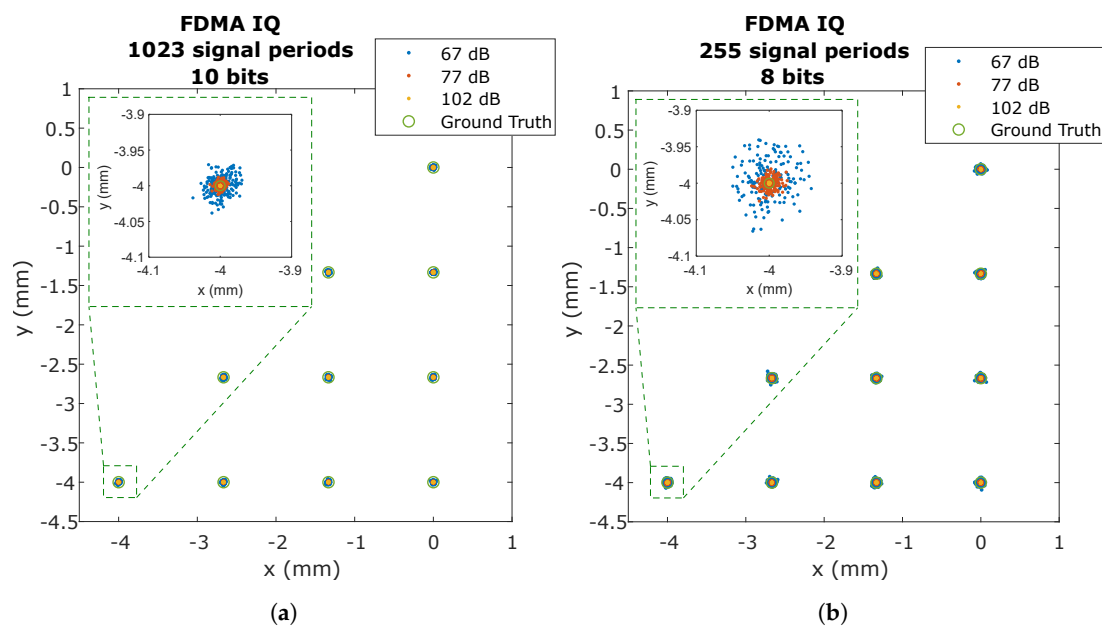 FDMA IQ
1023 signal periods
10 bits
67 dB
77 dB
102 dB
Ground Truth
1
0.5
0
-0.5
-1
-1.5
-2
-2.5
-3
-3.5
-4
-4.5
y (mm)
-4
-3
-2
-1
0
1
x (mm)
-3.9
-3.95
-4
-4.05
-4.1
y (mm)
-4.1
-4
-3.9
x (mm)
(a)
FDMA IQ
255 signal periods
8 bits
67 dB
77 dB
102 dB
Ground Truth
1
0.5
0
-0.5
-1
-1.5
-2
-2.5
-3
-3.5
-4
-4.5
y (mm)
-4
-3
-2
-1
0
1
x (mm)
-3.9
-3.95
-4
-4.05
-4.1
y (mm)
-4.1
-4
-3.9
x (mm)
(b)